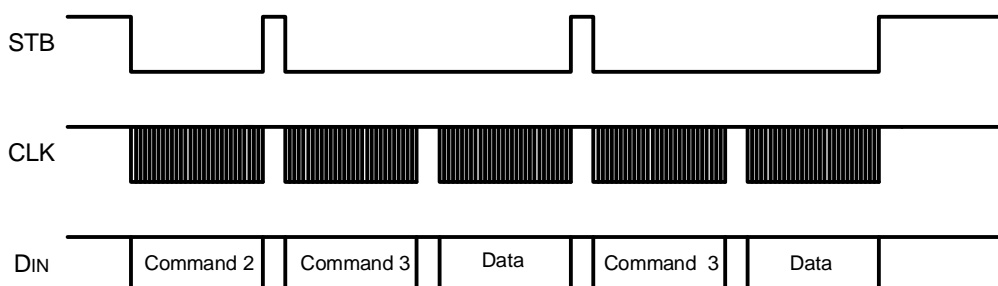 STB
CLK
DIN Command 2 Command 3 Data Command 3 Data